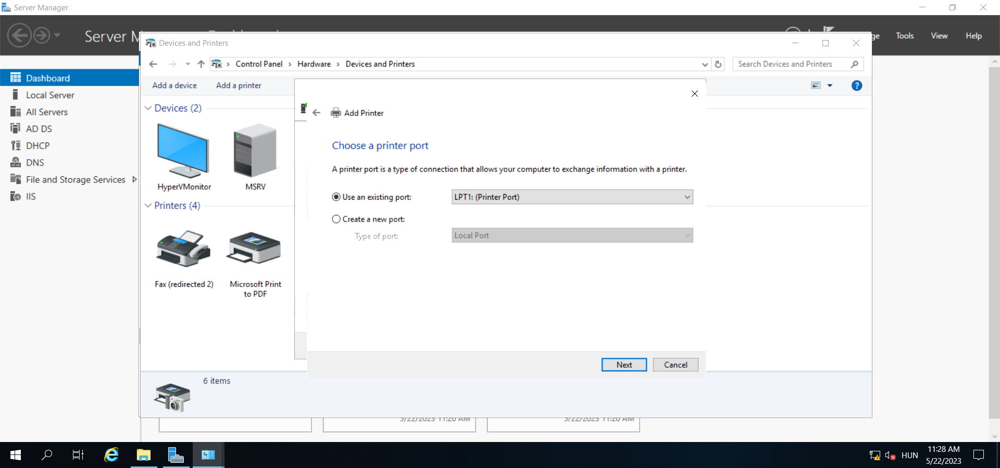 Server Manager
Tools
View
Help
Devices and Printers
Control Panel
Hardware
Devices and Printers
Search Devices and Printers
Add a device
Add a printer
Dashboard
Local Server
All Servers
AD DS
DHCP
DNS
File and Storage Services
IIS
Devices (2)
HyperVMonitor
MSRV
Printers (4)
Fax (redirected 2)
Microsoft Print
to PDF
Add Printer
Choose a printer port
A printer port is a type of connection that allows your computer to exchange information with a printer.
Use an existing port:
LPT1: (Printer Port)
Create a new port:
Type of port:
Local Port
Next
Cancel
6 items
5/22/2023 11:20 AM
5/22/2023 11:20 AM
HUN
11:28 AM
5/22/2023